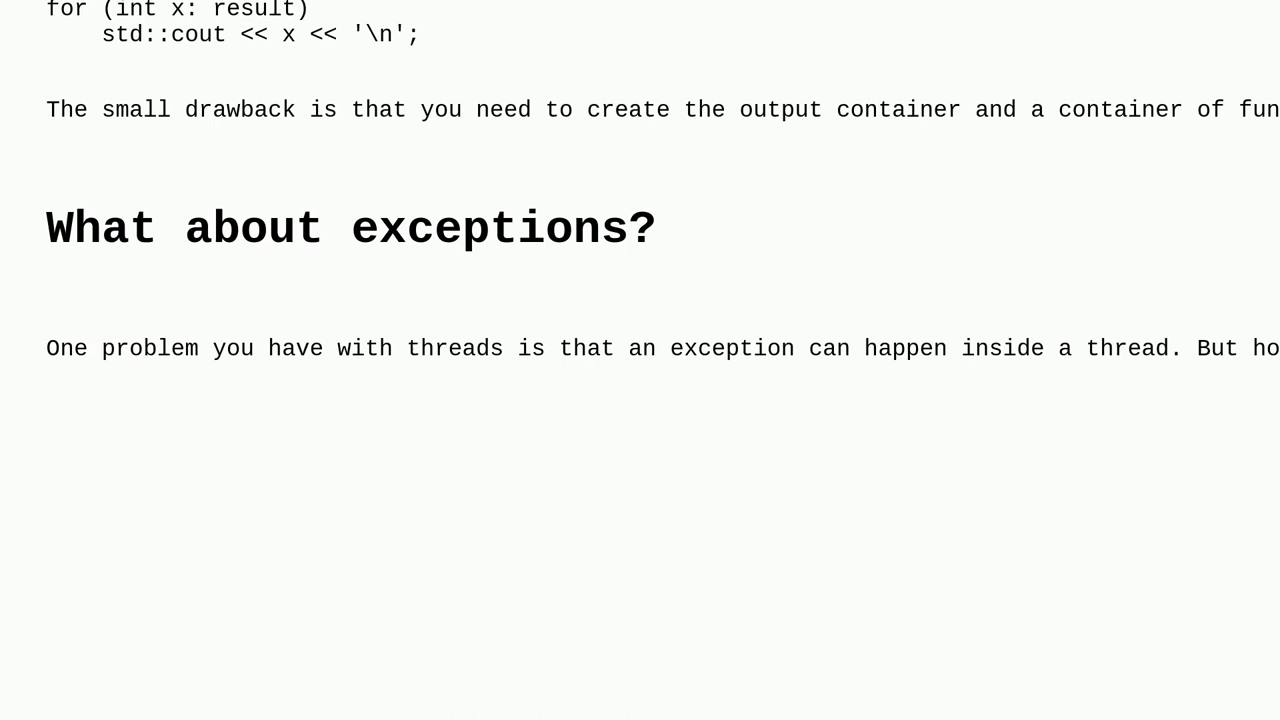 for (int x: result)
    std::cout << x << '\n';
The small drawback is that you need to create the output container and a container of fun
What about exceptions?
One problem you have with threads is that an exception can happen inside a thread. But ho